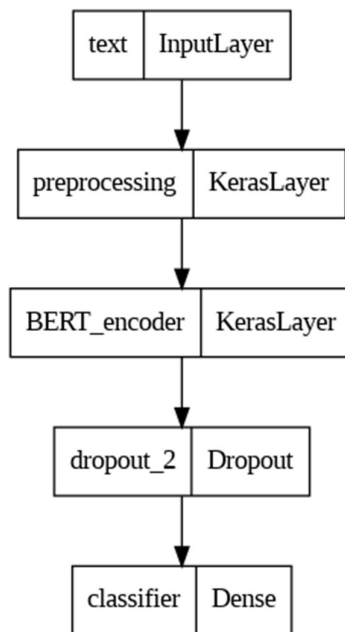 text InputLayer
preprocessing KerasLayer
BERT_encoder KerasLayer
dropout_2 Dropout
classifier Dense